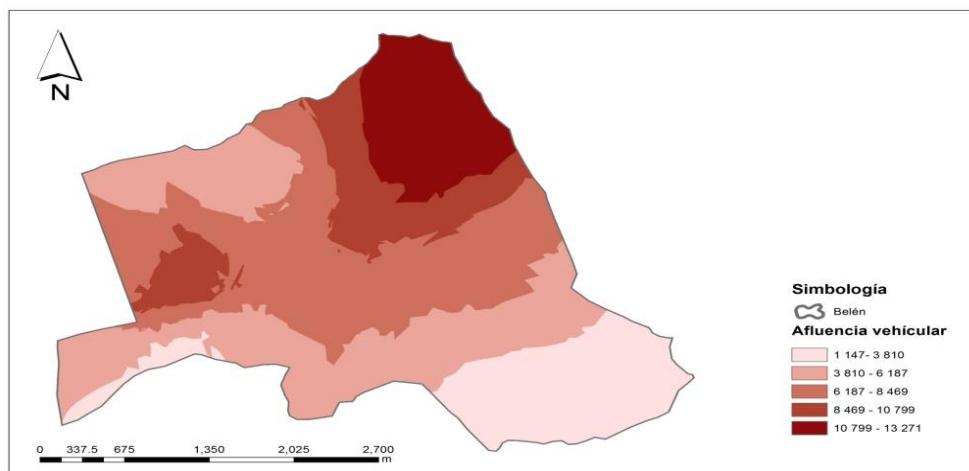 N
Simbología
Belén
Afluencia vehícular
1 147- 3 810
3 810 - 6 187
6 187 - 8 469
8 469 - 10 799
10 799 - 13 271
0 337.5 675 1,350 2,025 2,700
m